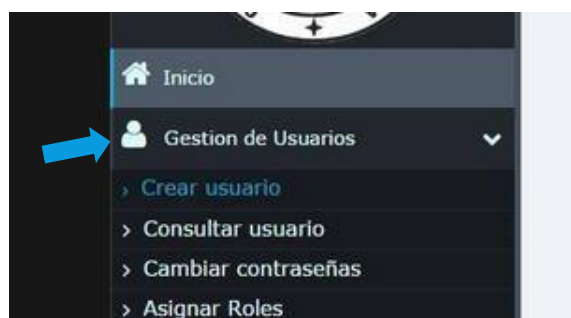 Inicio
Gestion de Usuarios
Crear usuario
Consultar usuario
Cambiar contraseñas
Asignar Roles